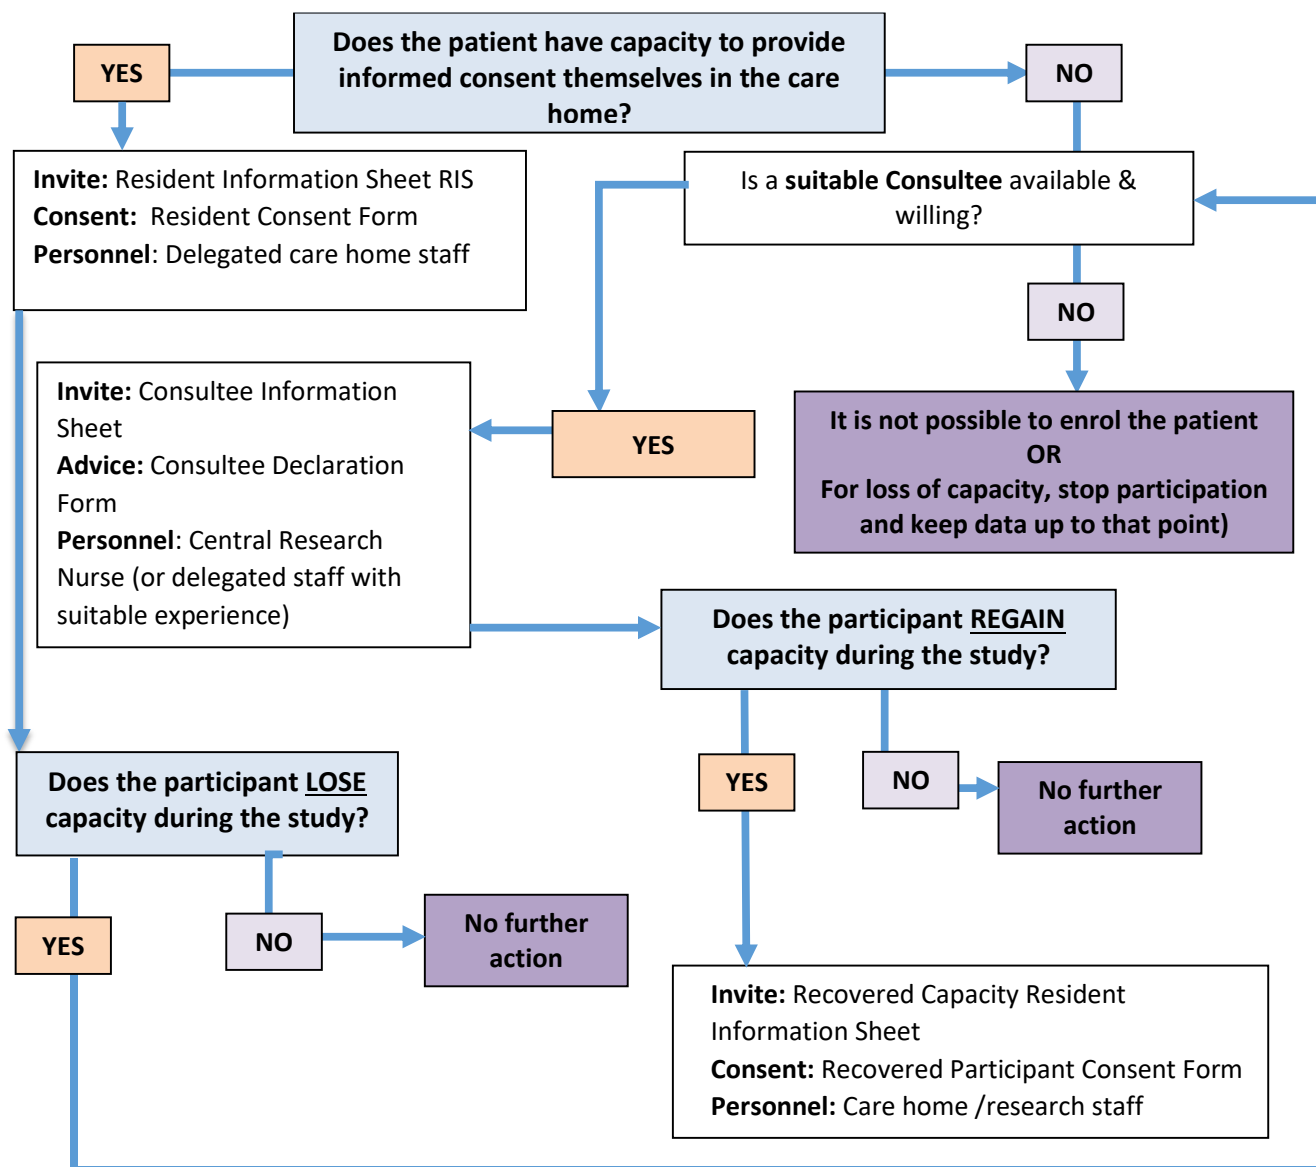 Does the patient have capacity to provide
informed consent themselves in the care
home?
YES
NO
Invite: Resident Information Sheet RIS
Consent:  Resident Consent Form
Personnel: Delegated care home staff
Is a suitable Consultee available &
willing?
NO
Invite: Consultee Information
Sheet
Advice: Consultee Declaration
Form
Personnel: Central Research
Nurse (or delegated staff with
suitable experience)
YES
It is not possible to enrol the patient
OR
For loss of capacity, stop participation
and keep data up to that point)
Does the participant REGAIN
capacity during the study?
YES
NO
No further
action
Does the participant LOSE
capacity during the study?
YES
NO
No further
action
Invite: Recovered Capacity Resident
Information Sheet
Consent: Recovered Participant Consent Form
Personnel: Care home /research staff